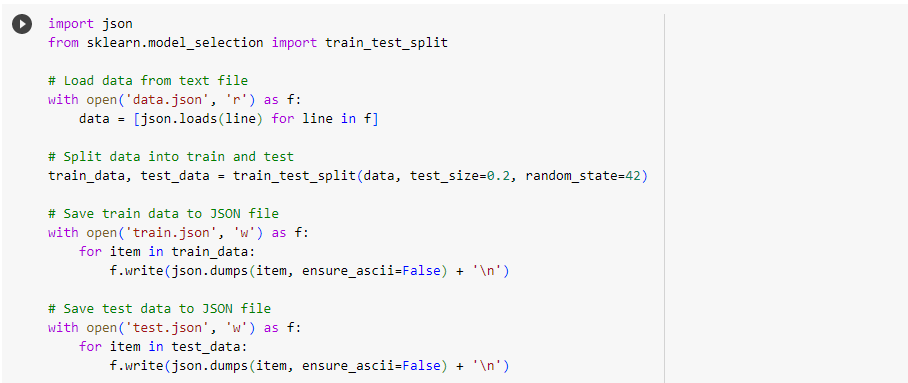 import json
from sklearn.model_selection import train_test_split
# Load data from text file
with open('data.json', 'r') as f:
    data = [json.loads(line) for line in f]
# Split data into train and test
train_data, test_data = train_test_split(data, test_size=0.2, random_state=42)
# Save train data to JSON file
with open('train.json', 'w') as f:
    for item in train_data:
        f.write(json.dumps(item, ensure_ascii=False) + '\n')
# Save test data to JSON file
with open('test.json', 'w') as f:
    for item in test_data:
        f.write(json.dumps(item, ensure_ascii=False) + '\n')